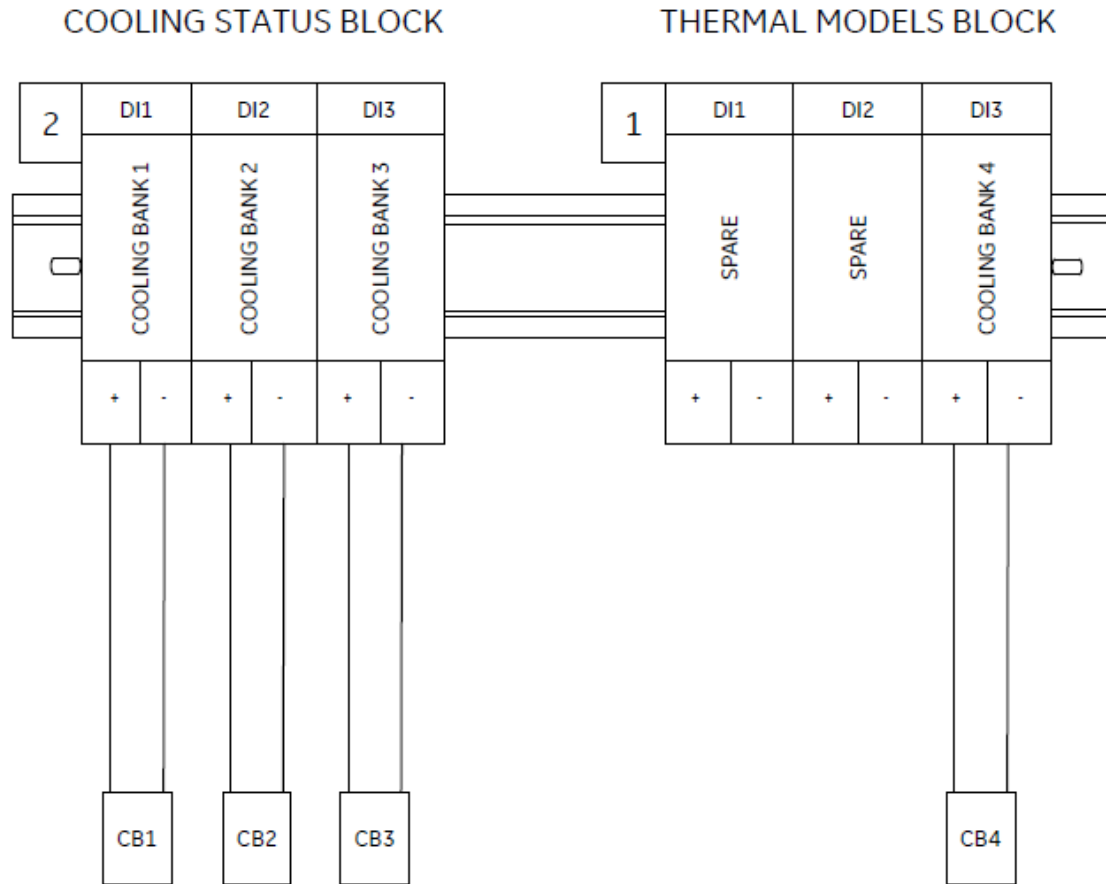 COOLING STATUS BLOCK
THERMAL MODELS BLOCK
2
DI1
DI2
DI3
1
DI1
DI2
DI3
COOLING BANK 1
COOLING BANK 2
COOLING BANK 3
SPARE
SPARE
COOLING BANK 4
+ - + - + -
+ - + - + -
CB1
CB2
CB3
CB4